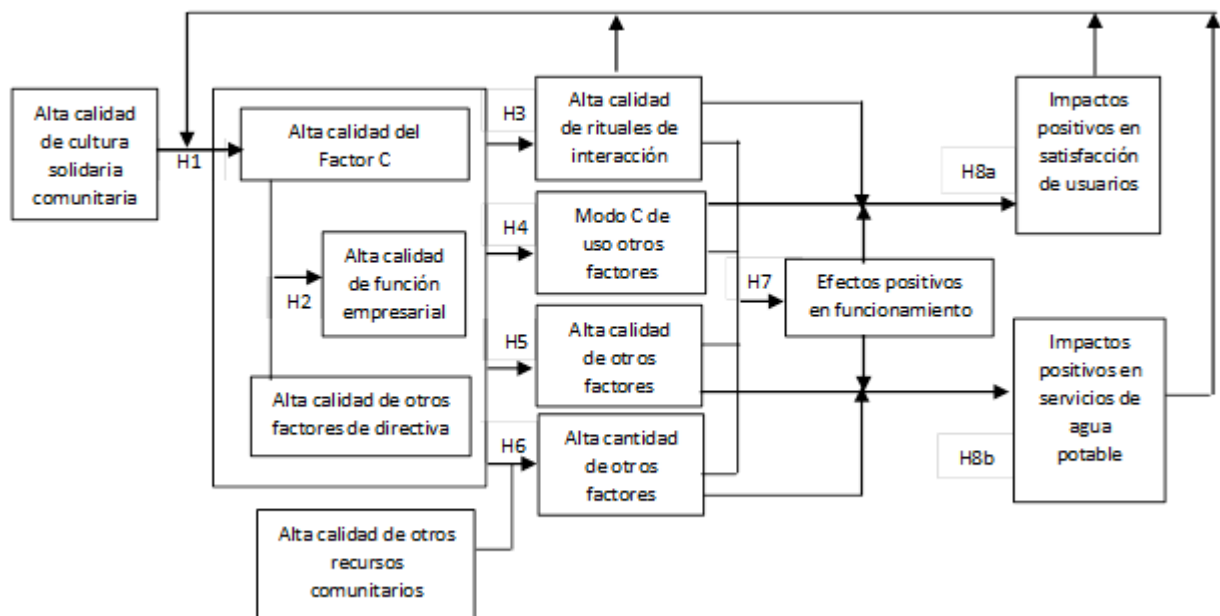 Alta calidad
de cultura
solidaria
comunitaria
H1
Alta calidad del
Factor C
H2
Alta calidad
de función
empresarial
Alta calidad de otros
factores de directiva
Alta calidad de otros
recursos
comunitarios
H3
Alta calidad
de rituales de
interacción
H4
Modo C de
uso otros
factores
H5
Alta calidad
de otros
factores
H6
Alta cantidad
de otros
factores
H7
Efectos positivos
en funcionamiento
H8a
Impactos
positivos en
satisfacción
de usuarios
H8b
Impactos
positivos en
servicios de
agua
potable